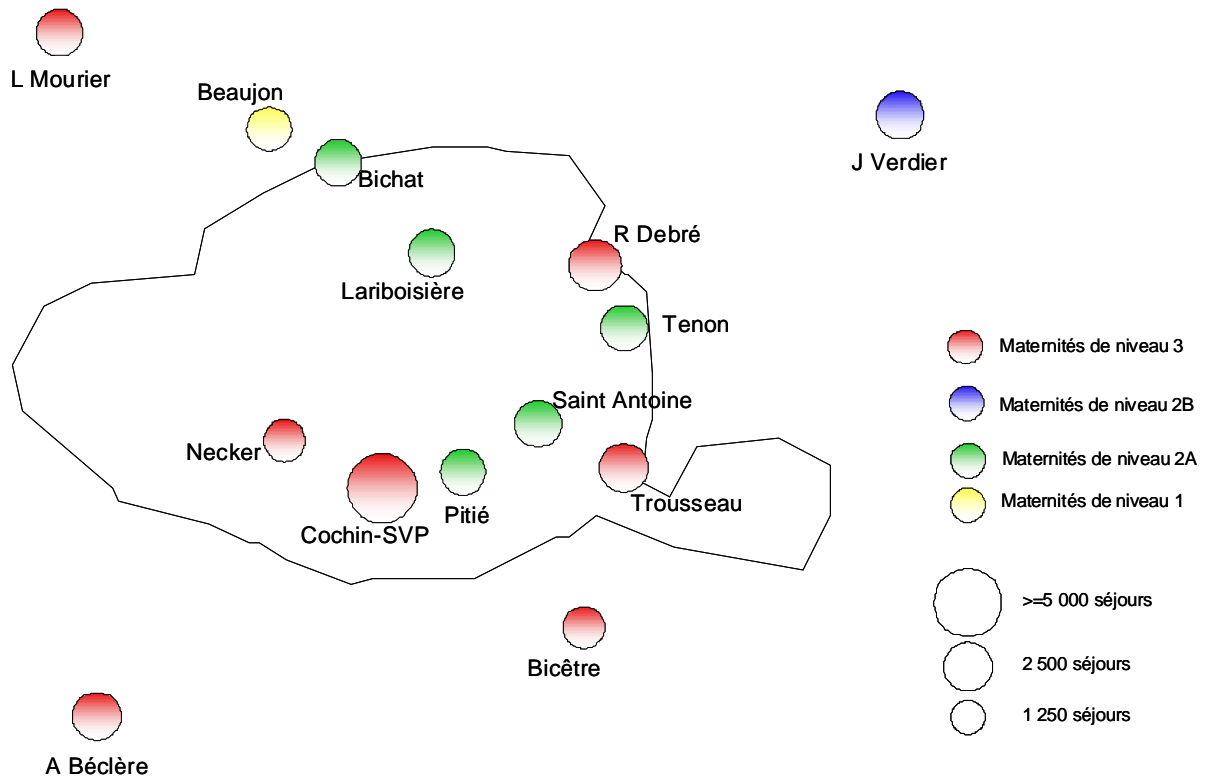 L Mourier
Beaujon
Bichat
J Verdier
R Debré
Lariboisière
Tenon
Saint Antoine
Necker
Trousseau
Pitié
Cochin-SVP
Bicêtre
A Béclère
Maternités de niveau 3
Maternités de niveau 2B
Maternités de niveau 2A
Maternités de niveau 1
>=5 000 séjours
2 500 séjours
1 250 séjours